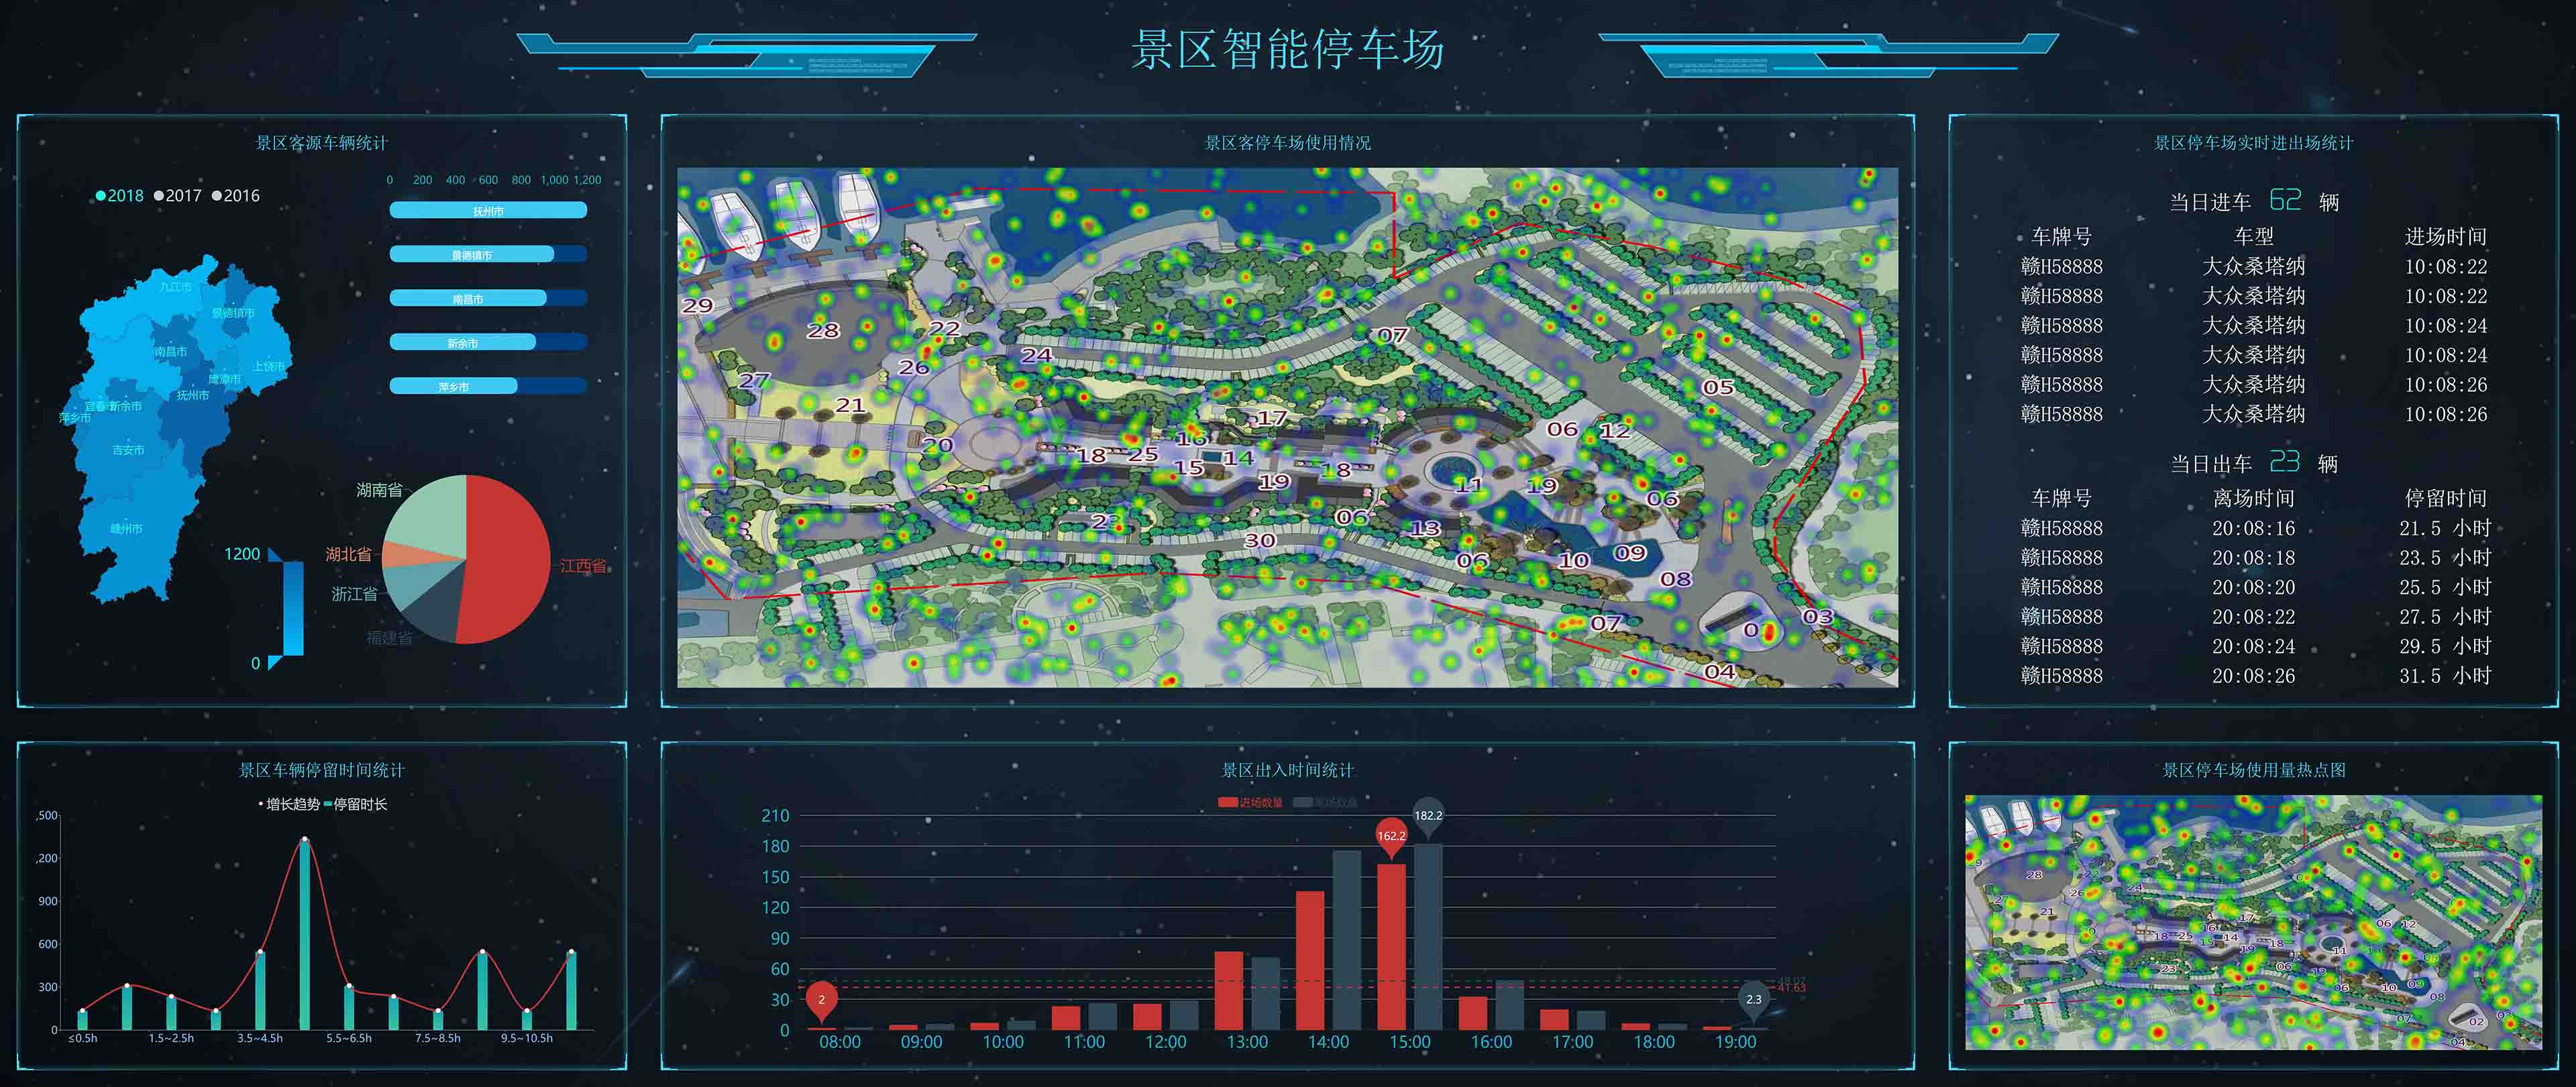 景区智能停车场
景区客源车辆统计
2018 2017 2016
0 200 400 600 800 1,000 1,200
抚州市
景德镇市
南昌市
新余市
萍乡市
九江市
景德镇市
南昌市
上饶市
鹰潭市
抚州市
宜春市
新余市
萍乡市
吉安市
赣州市
1200
0
湖南省
湖北省
浙江省
福建省
江西省
景区客停车场使用情况
29
28
22
24
07
26
27
05
21
17
06 12
20
16
18 25
14
15
18
19
11
19
06
23
06
13
30
09
06
10
08
07
03
04
景区停车场实时进出场统计
当日进车 62 辆
车牌号 车型 进场时间
赣H58888 大众桑塔纳 10:08:22
赣H58888 大众桑塔纳 10:08:22
赣H58888 大众桑塔纳 10:08:24
赣H58888 大众桑塔纳 10:08:24
赣H58888 大众桑塔纳 10:08:26
赣H58888 大众桑塔纳 10:08:26
当日出车 23 辆
车牌号 离场时间 停留时间
赣H58888 20:08:16 21.5 小时
赣H58888 20:08:18 23.5 小时
赣H58888 20:08:20 25.5 小时
赣H58888 20:08:22 27.5 小时
赣H58888 20:08:24 29.5 小时
赣H58888 20:08:26 31.5 小时
景区车辆停留时间统计
增长趋势 停留时长
,500
,200
900
600
300
0
≤0.5h 1.5~2.5h 3.5~4.5h 5.5~6.5h 7.5~8.5h 9.5~10.5h
景区出入时间统计
进场数量 离场数量
210
180
150
120
90
60
30
0
2
162.2
182.2
2.3
48.07
41.63
08:00 09:00 10:00 11:00 12:00 13:00 14:00 15:00 16:00 17:00 18:00 19:00
景区停车场使用量热点图
28
24
26
21
17
06 12
18 25
14
18
11
23
06
06
10
09
08
07
02
04